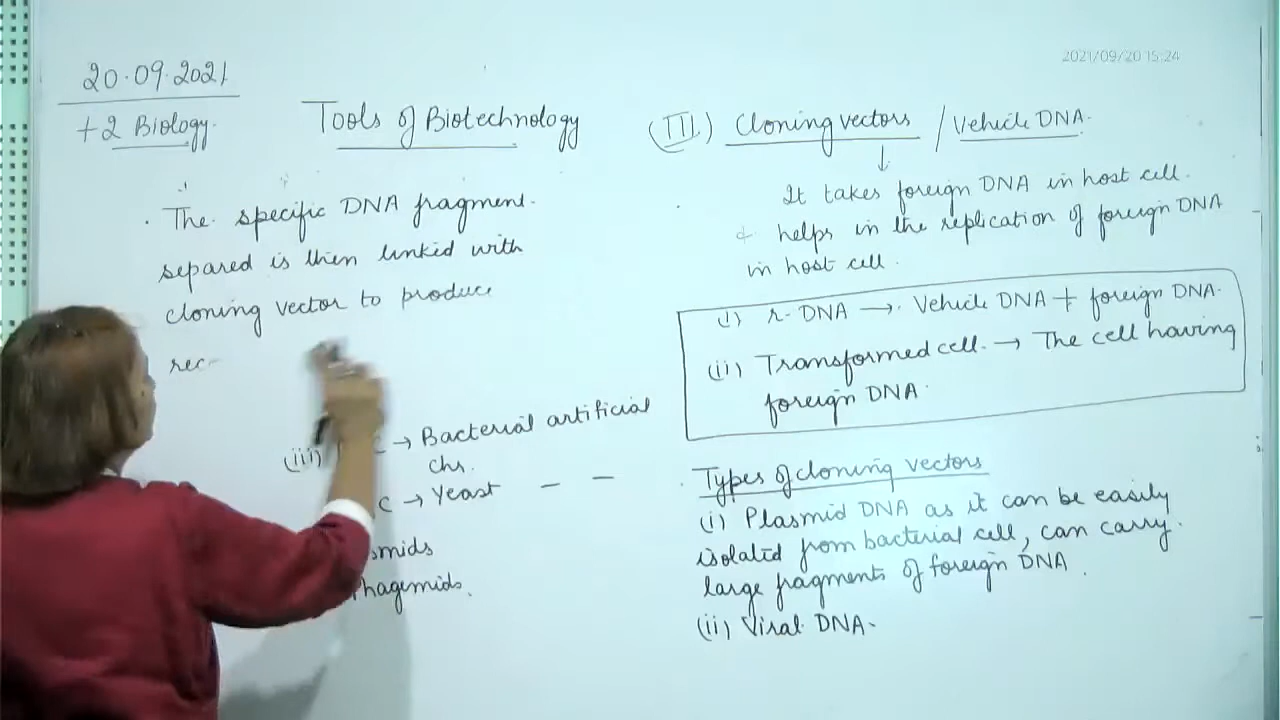 2021/09/20 15:24
20.09.2021
+2 Biology.
Tools of Biotechnology
. The specific DNA fragment.
separed is then linked with
cloning vector to produce
rec
(iii) → Bacterial artificial
chs.
c → Yeast — —
smids
hagemids.
(III) Cloning vectors / Vehicle DNA.
↓
It takes foreign DNA in host cell.
& helps in the replication of foreign DNA
in host cell.
(i) r-DNA → Vehicle DNA + foreign DNA.
(ii) Transformed cell. → The cell having
foreign DNA.
Types of cloning vectors
(i) Plasmid DNA as it can be easily
isolated from bacterial cell, can carry.
large fragments of foreign DNA.
(ii) Viral DNA.